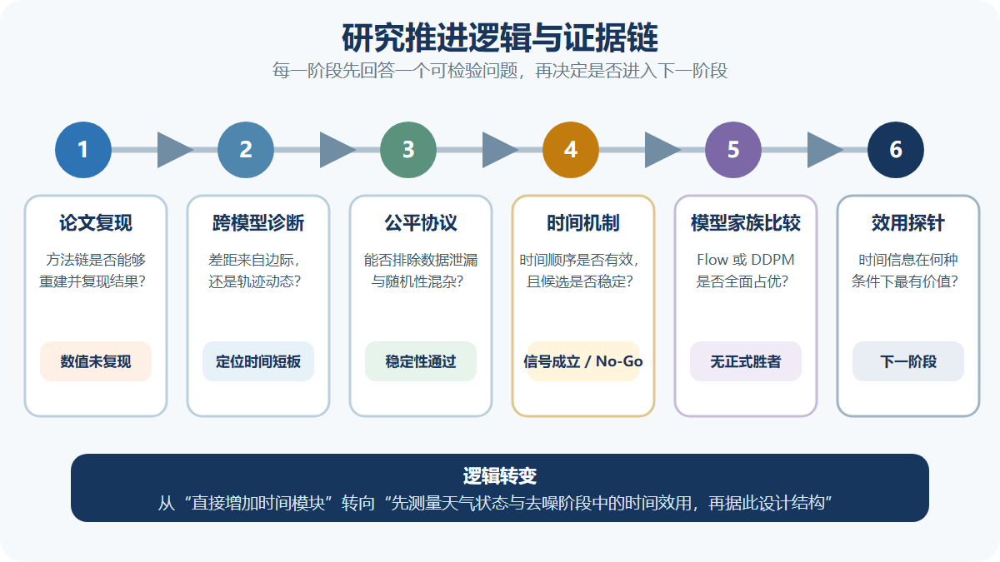 研究推进逻辑与证据链
每一阶段先回答一个可检验问题，再决定是否进入下一阶段
1
2
3
4
5
6
论文复现
方法链是否能够
重建并复现结果？
数值未复现
跨模型诊断
差距来自边际，
还是轨迹动态？
定位时间短板
公平协议
能否排除数据泄漏
与随机性混杂？
稳定性通过
时间机制
时间顺序是否有效，
且候选是否稳定？
信号成立 / No-Go
模型家族比较
Flow 或 DDPM
是否全面占优？
无正式胜者
效用探针
时间信息在何种
条件下最有价值？
下一阶段
逻辑转变
从“直接增加时间模块”转向“先测量天气状态与去噪阶段中的时间效用，再据此设计结构”